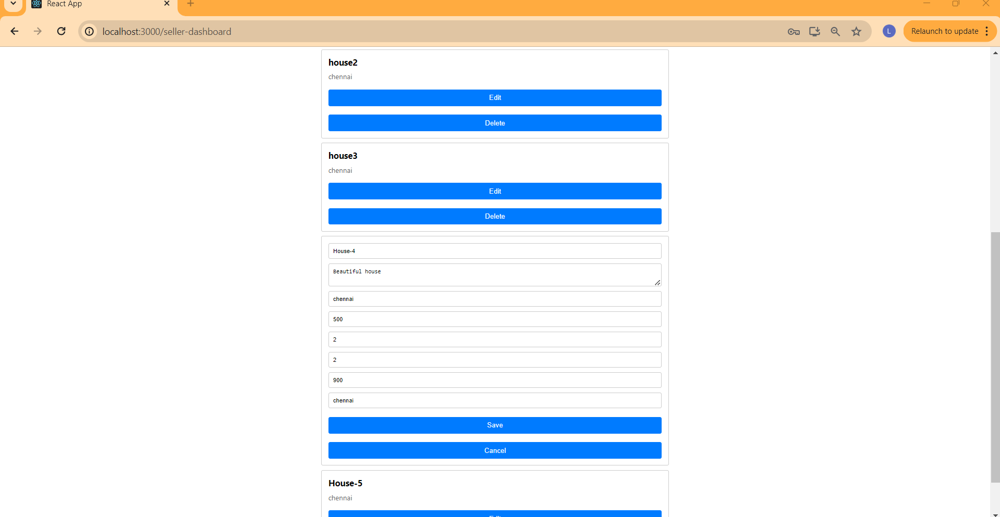 React App
localhost:3000/seller-dashboard
L
Relaunch to update
house2
chennai
Edit
Delete
house3
chennai
Edit
Delete
House-4
Beautiful house
chennai
500
2
2
900
chennai
Save
Cancel
House-5
chennai